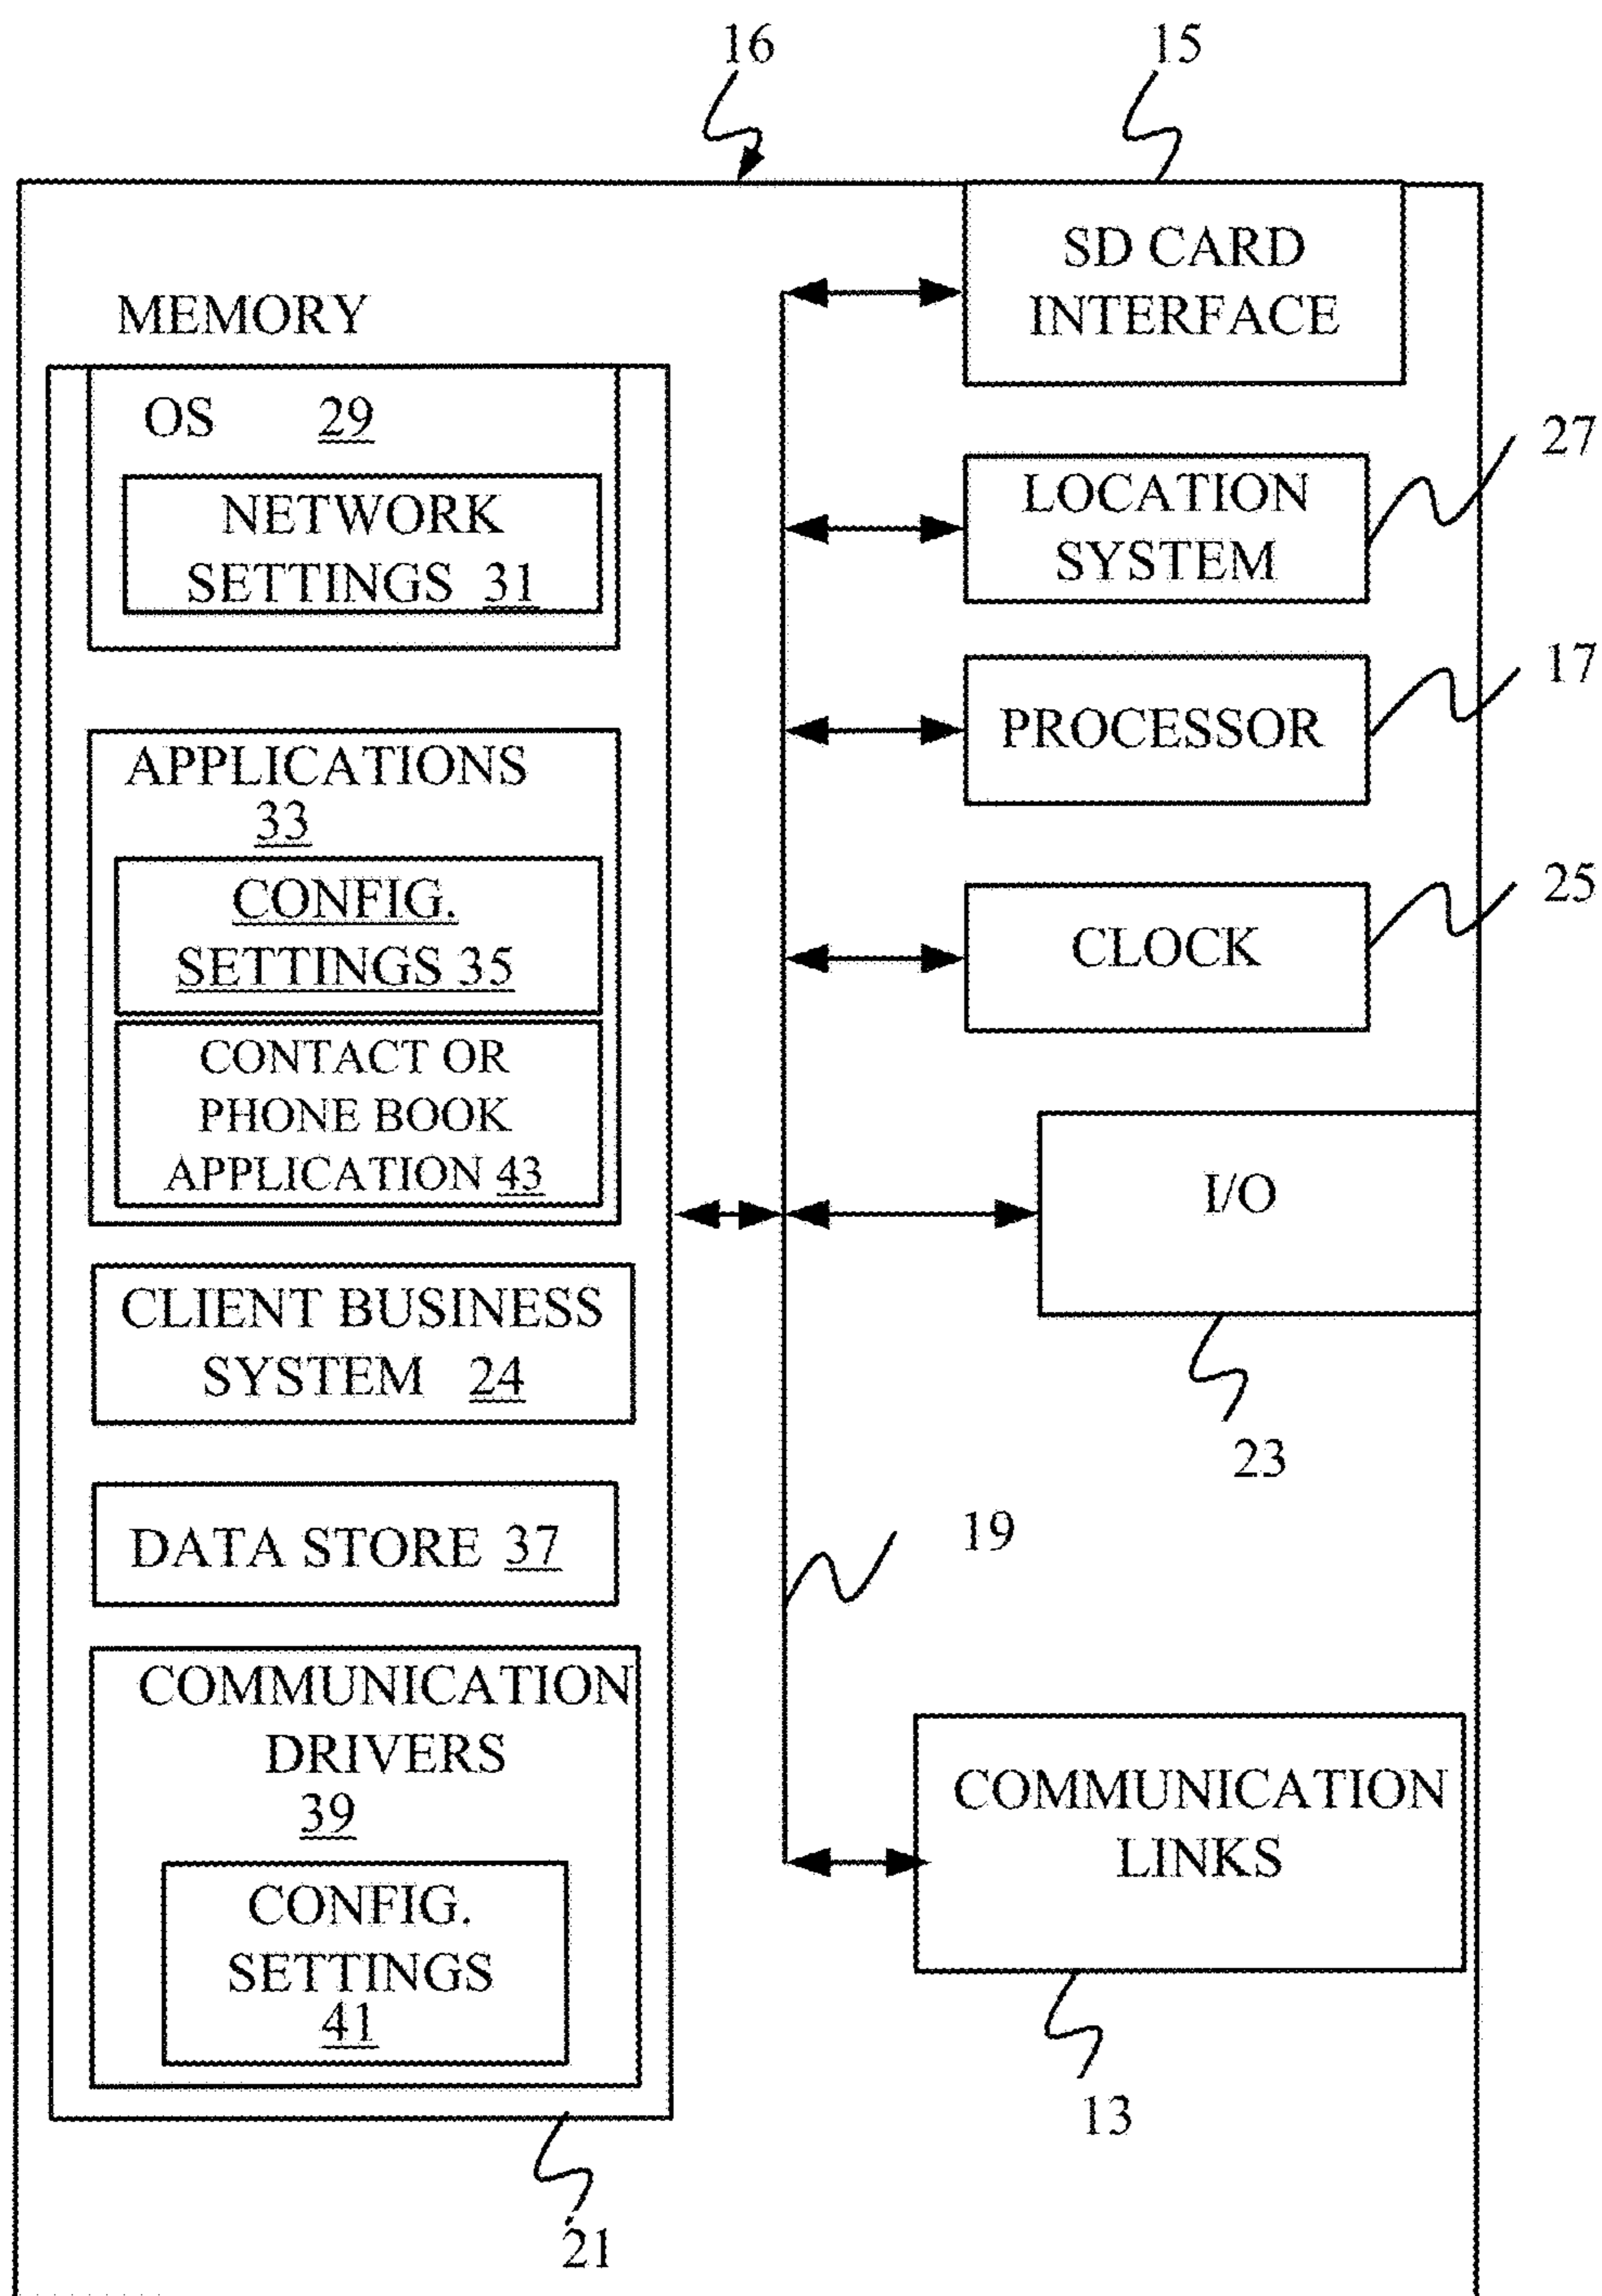 16
15
SD CARD
INTERFACE
MEMORY
OS 29
NETWORK
SETTINGS 31
APPLICATIONS
33
CONFIG.
SETTINGS 35
CONTACT OR
PHONE BOOK
APPLICATION 43
CLIENT BUSINESS
SYSTEM 24
DATA STORE 37
COMMUNICATION
DRIVERS
39
CONFIG.
SETTINGS
41
21
LOCATION
SYSTEM
27
PROCESSOR
17
CLOCK
25
I/O
23
19
COMMUNICATION
LINKS
13